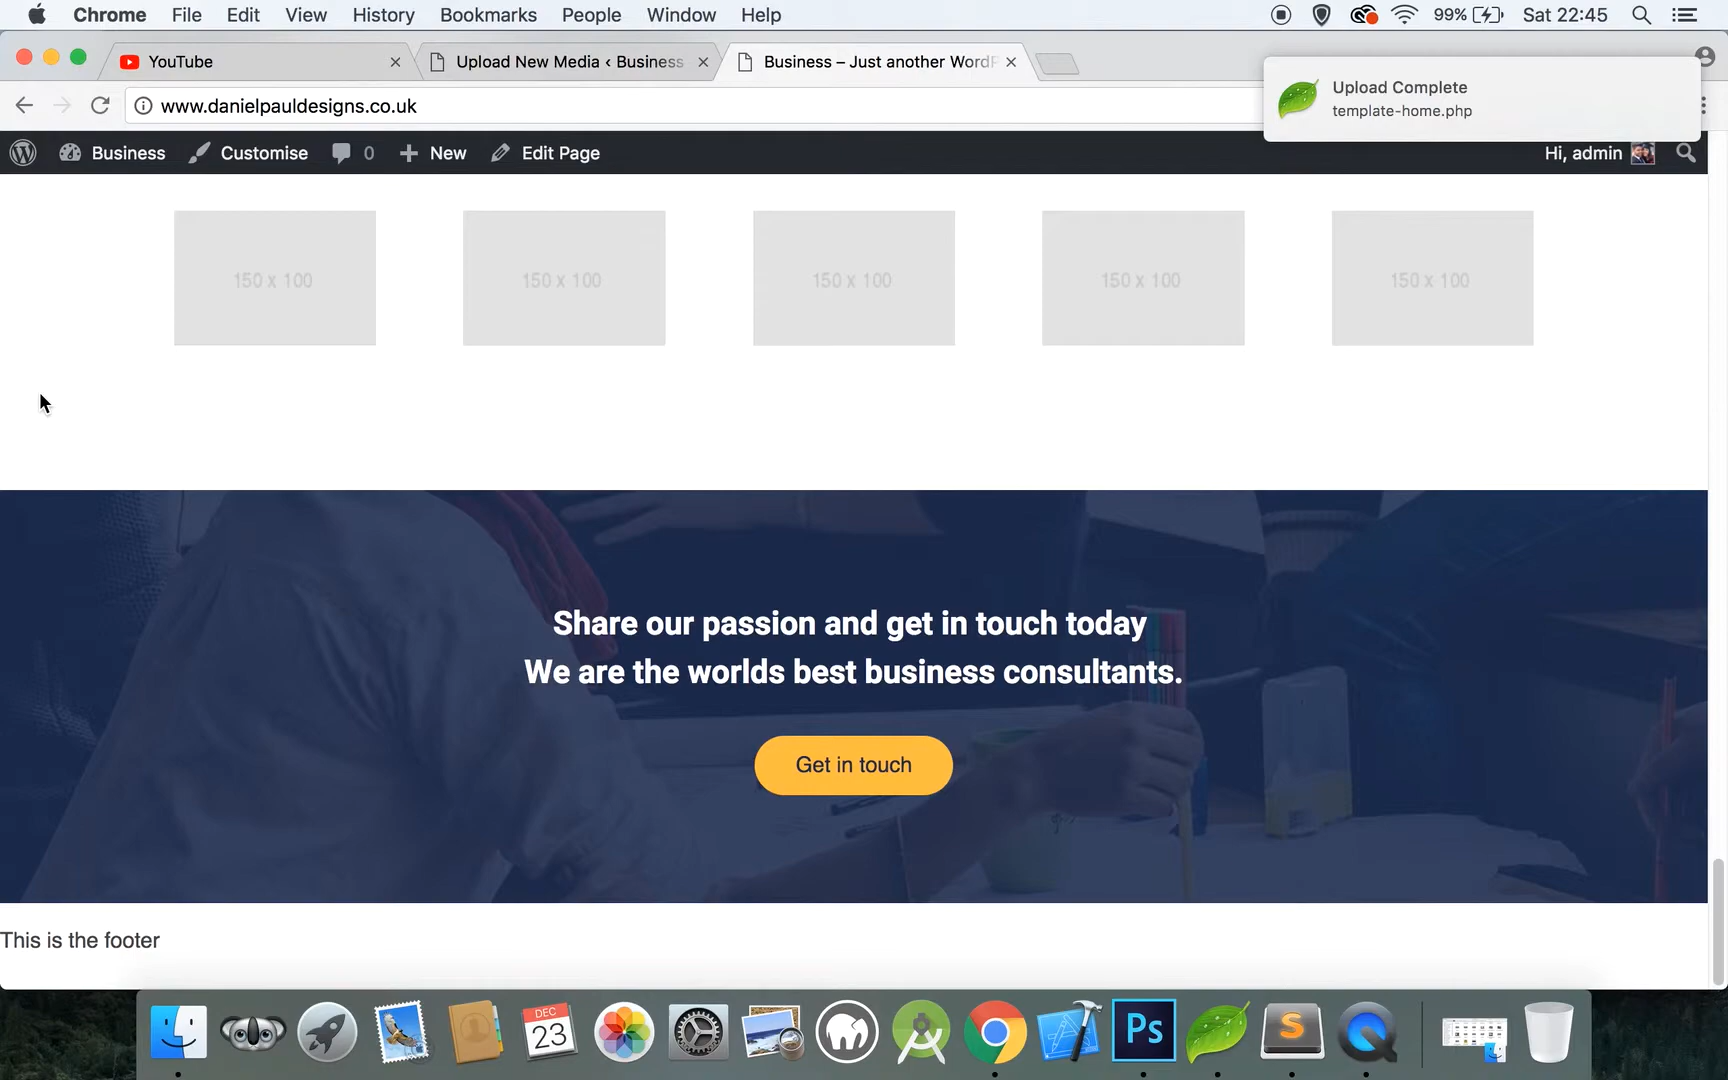 Chrome File Edit View History Bookmarks People Window Help 99% Sat 22:45
YouTube Upload New Media ‹ Business Business – Just another WordP
Upload Complete
www.danielpauldesigns.co.uk
template-home.php
Business Customise 0 New Edit Page Hi, admin
150 x 100 150 x 100 150 x 100 150 x 100 150 x 100
Share our passion and get in touch today
We are the worlds best business consultants.
Get in touch
This is the footer
DEC
23
Ps
S